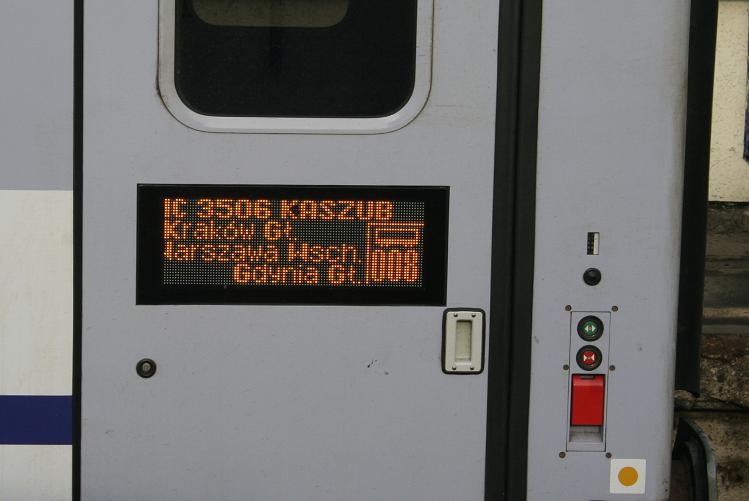 IC 3506 KASZUB
Kraków Gł.
Warszawa Wsch.
Gdynia Gł.
008